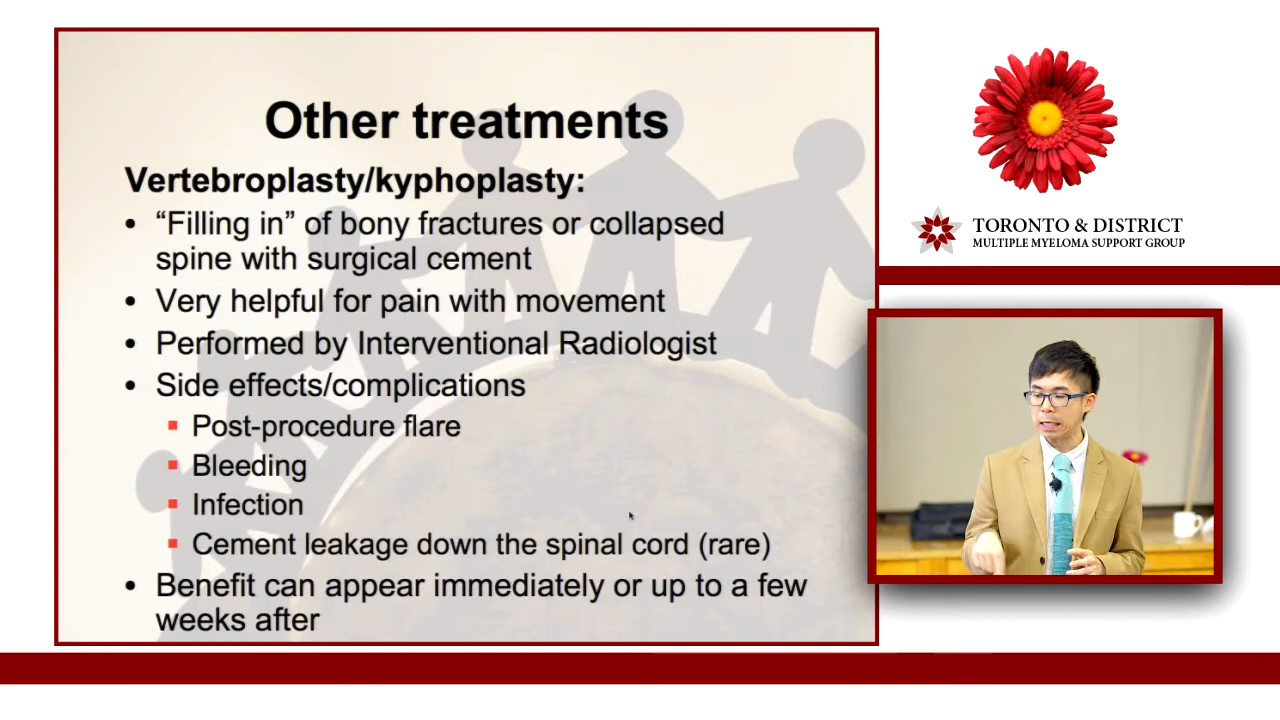 Other treatments
Vertebroplasty/kyphoplasty:
• “Filling in” of bony fractures or collapsed
spine with surgical cement
• Very helpful for pain with movement
• Performed by Interventional Radiologist
• Side effects/complications
▪ Post-procedure flare
▪ Bleeding
▪ Infection
▪ Cement leakage down the spinal cord (rare)
• Benefit can appear immediately or up to a few
weeks after
TORONTO & DISTRICT
MULTIPLE MYELOMA SUPPORT GROUP